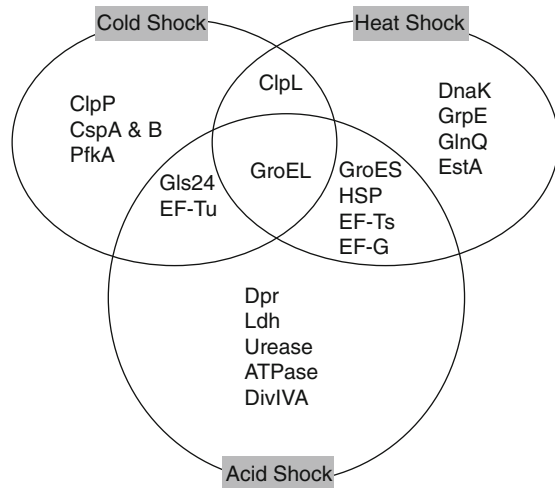 Cold Shock
Heat Shock
ClpL
ClpP
CspA & B
PfkA
DnaK
GrpE
GlnQ
EstA
Gls24
EF-Tu
GroEL
GroES
HSP
EF-Ts
EF-G
Dpr
Ldh
Urease
ATPase
DivIVA
Acid Shock